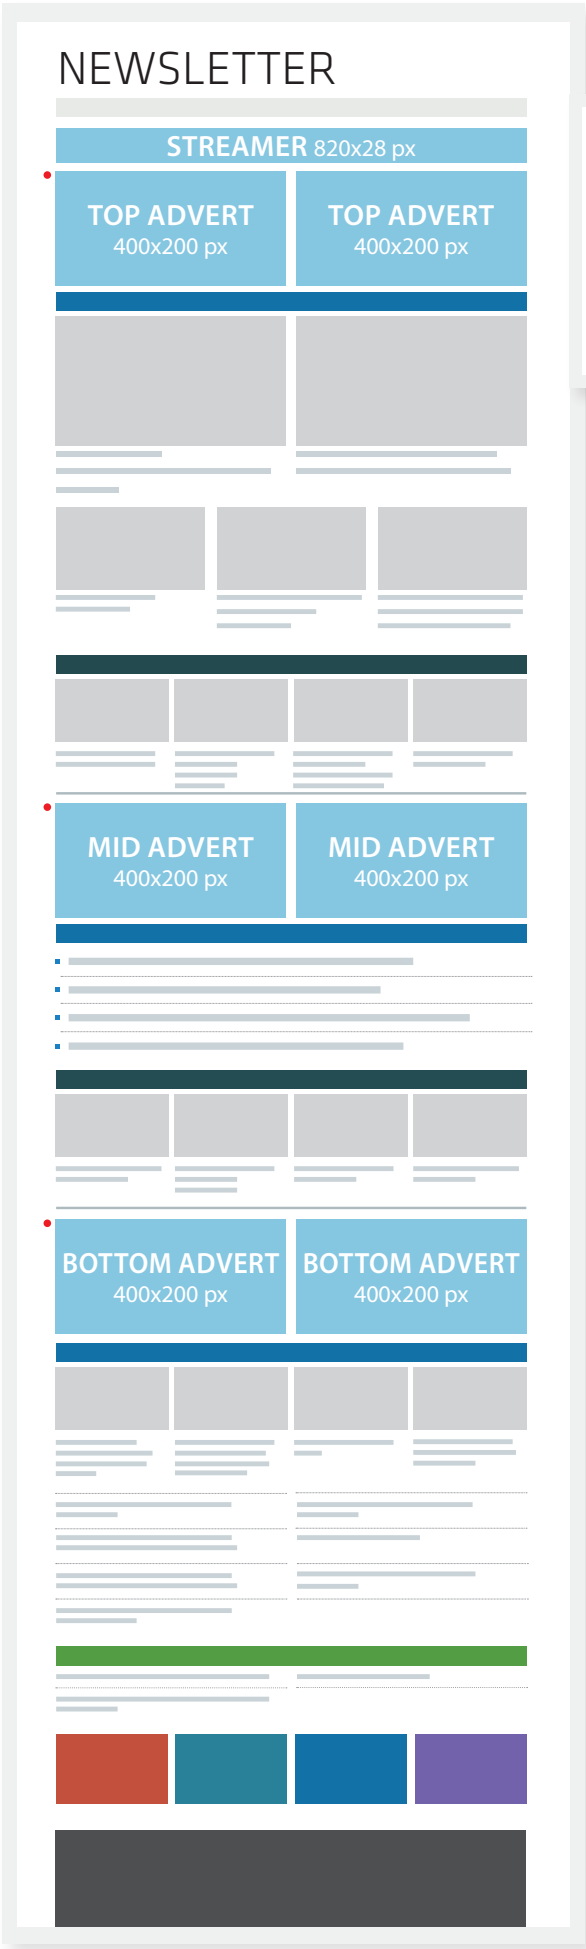 NEWSLETTER
STREAMER 820x28 px
TOP ADVERT
400x200 px
TOP ADVERT
400x200 px
MID ADVERT
400x200 px
MID ADVERT
400x200 px
BOTTOM ADVERT
400x200 px
BOTTOM ADVERT
400x200 px